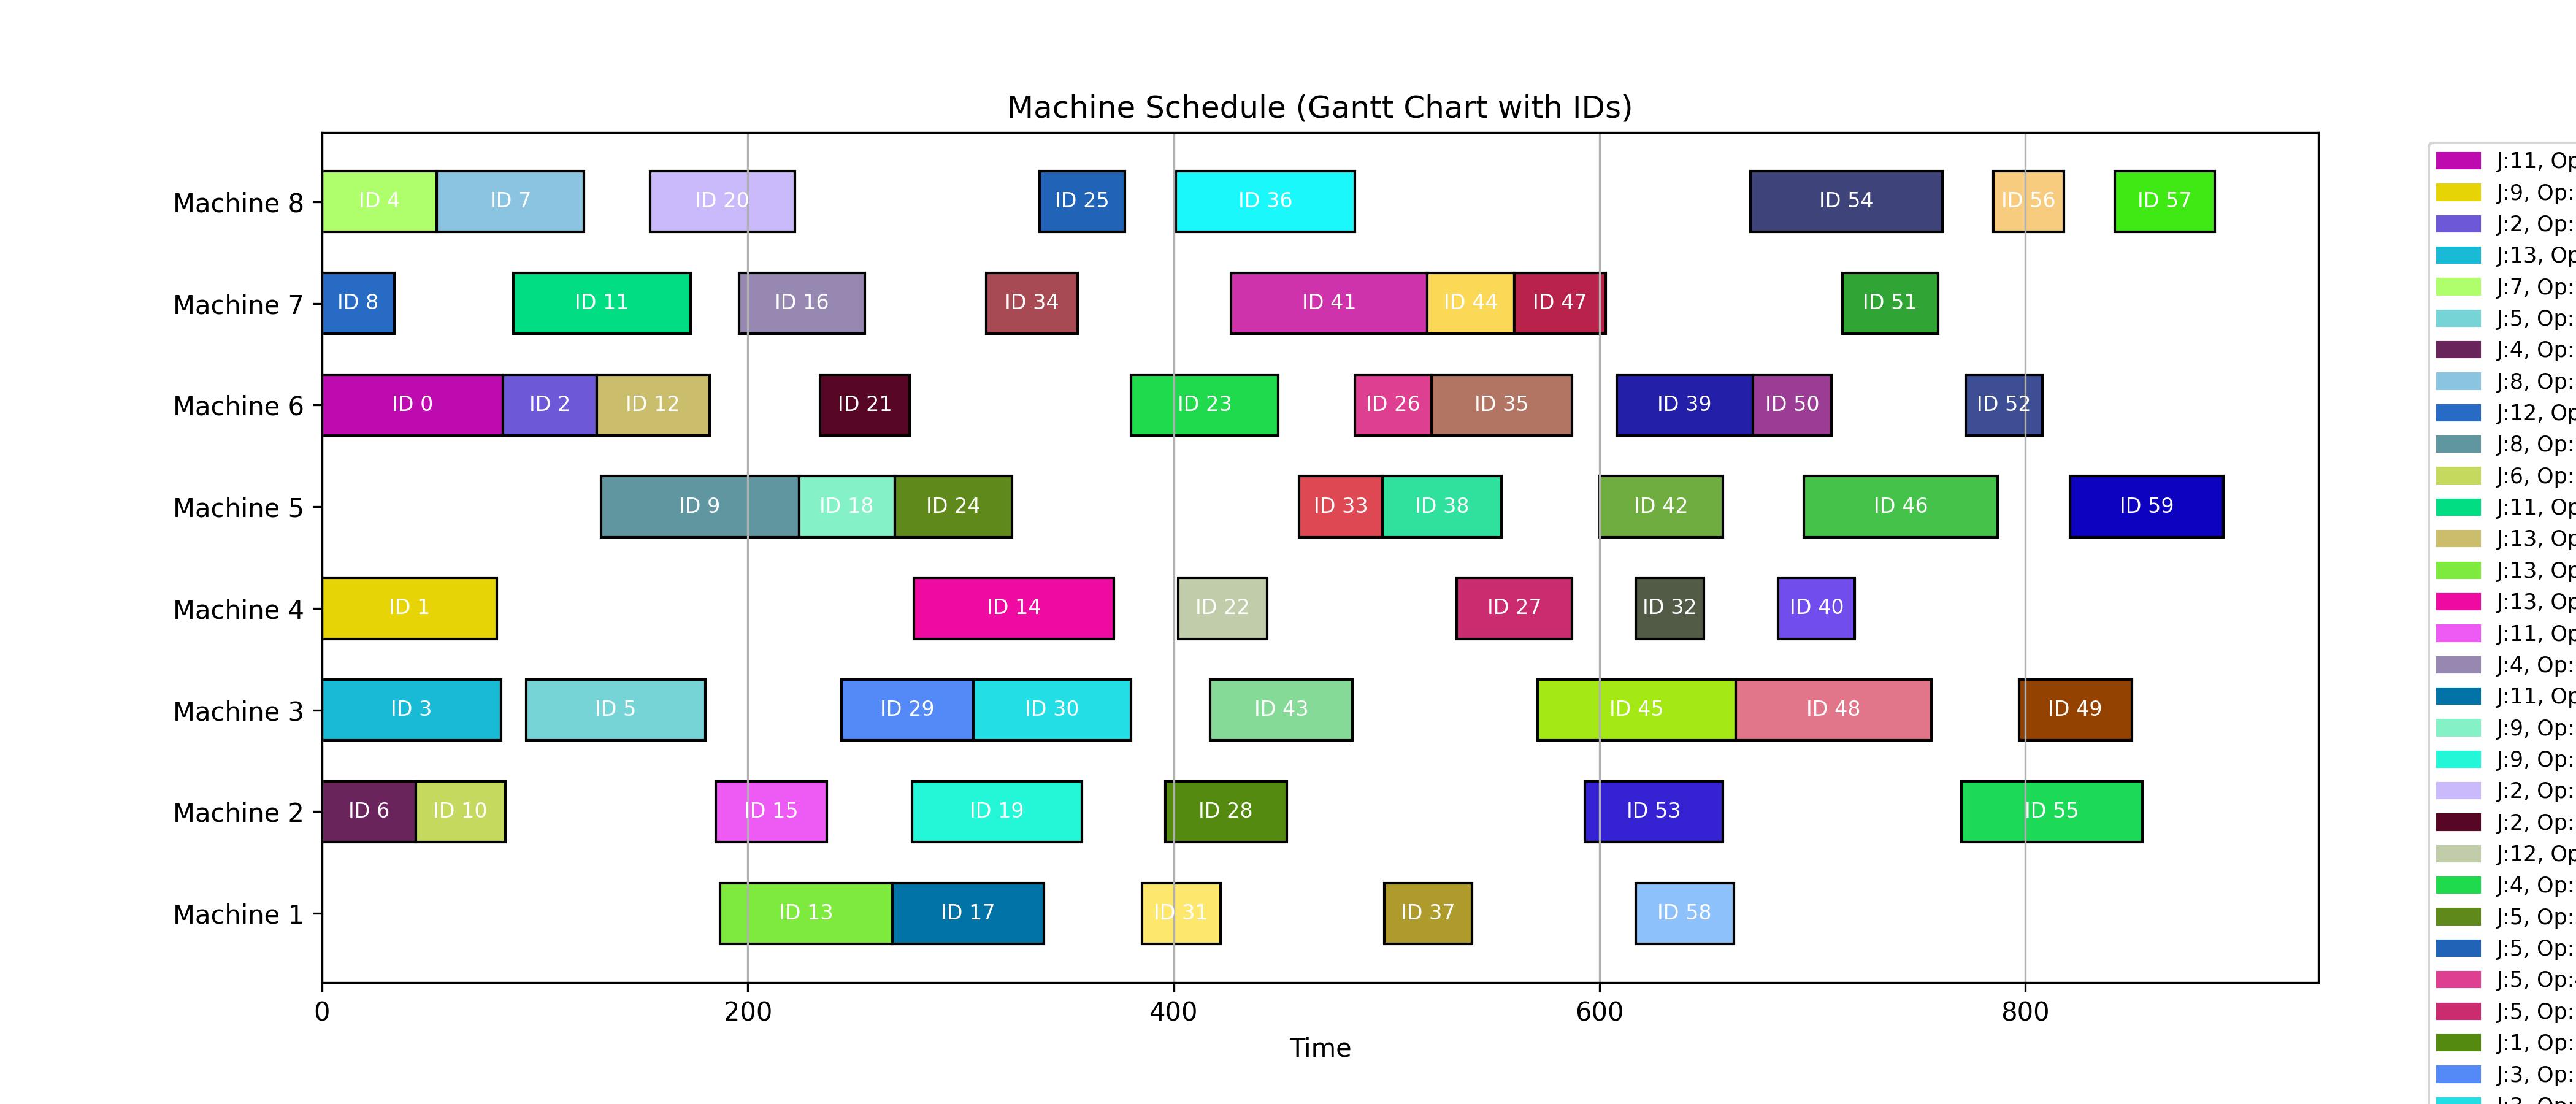 Machine Schedule (Gantt Chart with IDs)
Machine 8
ID 4
ID 7
ID 20
ID 25
ID 36
ID 54
ID 56
ID 57
Machine 7
ID 8
ID 11
ID 16
ID 34
ID 41
ID 44
ID 47
ID 51
Machine 6
ID 0
ID 2
ID 12
ID 21
ID 23
ID 26
ID 35
ID 39
ID 50
ID 52
Machine 5
ID 9
ID 18
ID 24
ID 33
ID 38
ID 42
ID 46
ID 59
Machine 4
ID 1
ID 14
ID 22
ID 27
ID 32
ID 40
Machine 3
ID 3
ID 5
ID 29
ID 30
ID 43
ID 45
ID 48
ID 49
Machine 2
ID 6
ID 10
ID 15
ID 19
ID 28
ID 53
ID 55
Machine 1
ID 13
ID 17
ID 31
ID 37
ID 58
0
200
400
600
800
Time
J:11, Op
J:9, Op:
J:2, Op:
J:13, Op
J:7, Op:
J:5, Op:
J:4, Op:
J:8, Op:
J:12, Op
J:8, Op:
J:6, Op:
J:11, Op
J:13, Op
J:13, Op
J:13, Op
J:11, Op
J:4, Op:
J:11, Op
J:9, Op:
J:9, Op:
J:2, Op:
J:2, Op:
J:12, Op
J:4, Op:
J:5, Op:
J:5, Op:
J:5, Op:
J:5, Op:
J:1, Op:
J:3, Op: